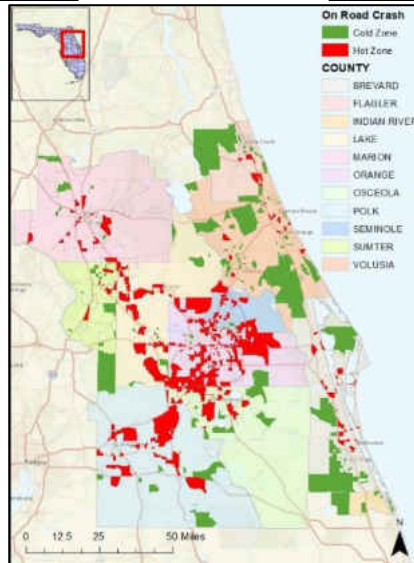 On Road Crash
Cold Zone
Hot Zone
COUNTY
BREVARD
FLAGLER
INDIAN RIVER
LAKE
MARION
ORANGE
OSCEOLA
POLK
SEMINOLE
SUMTER
VOLUSIA
N
0 12.5 25 50 Miles